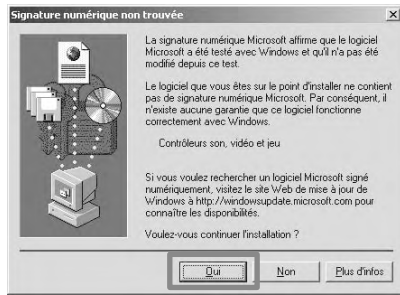 Signature numérique non trouvée
La signature numérique Microsoft affirme que le logiciel
Microsoft a été testé avec Windows et qu'il n'a pas été
modifié depuis ce test.
Le logiciel que vous êtes sur le point d'installer ne contient
pas de signature numérique Microsoft. Par conséquent, il
n'existe aucune garantie que ce logiciel fonctionne
correctement avec Windows.
Contrôleurs son, vidéo et jeu
Si vous voulez rechercher un logiciel Microsoft signé
numériquement, visitez le site Web de mise à jour de
Windows à http://windowsupdate.microsoft.com pour
connaître les disponibilités.
Voulez-vous continuer l'installation ?
Oui Non Plus d'infos